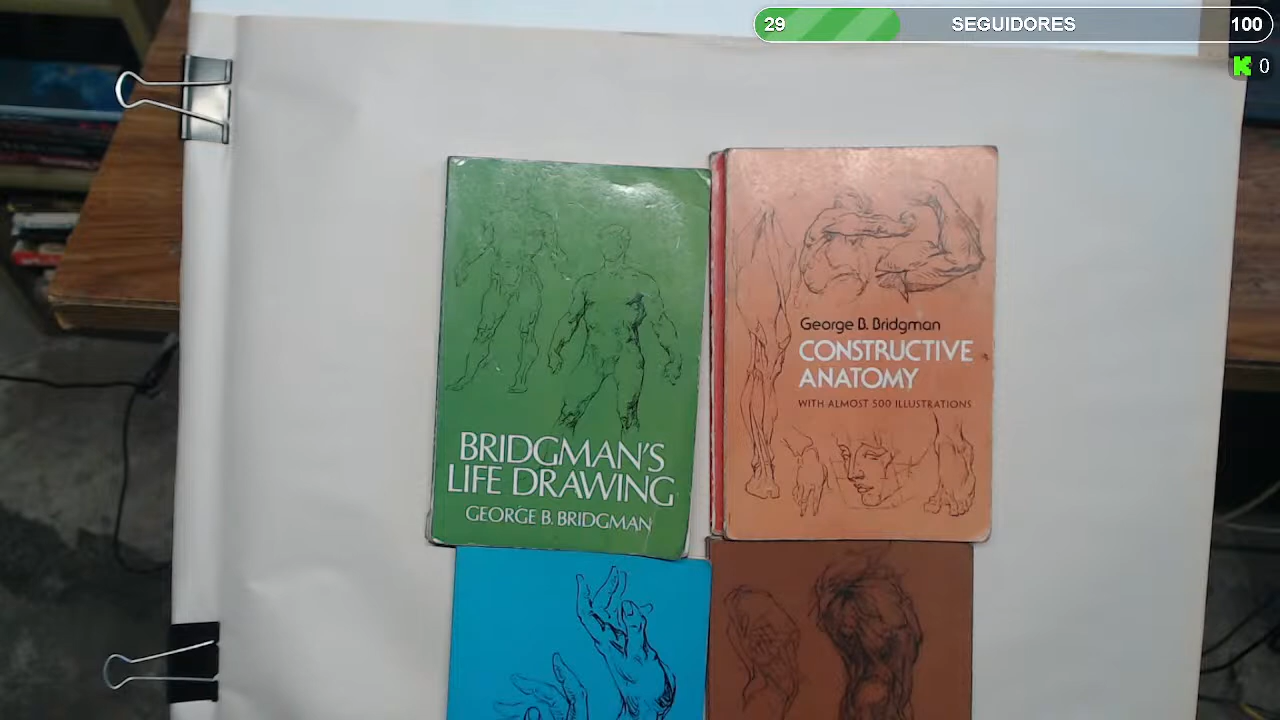 29 SEGUIDORES 100
0
George B. Bridgman
CONSTRUCTIVE
ANATOMY
WITH ALMOST 500 ILLUSTRATIONS
BRIDGMAN'S
LIFE DRAWING
GEORGE B. BRIDGMAN